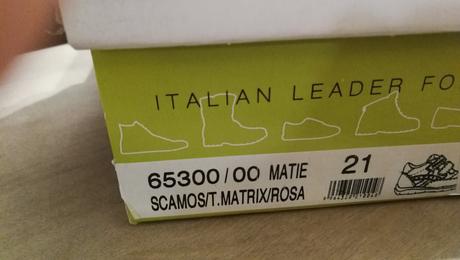 ITALIAN LEADER FO
65300/00 MATIE 21
SCAMOS/T.MATRIX/ROSA